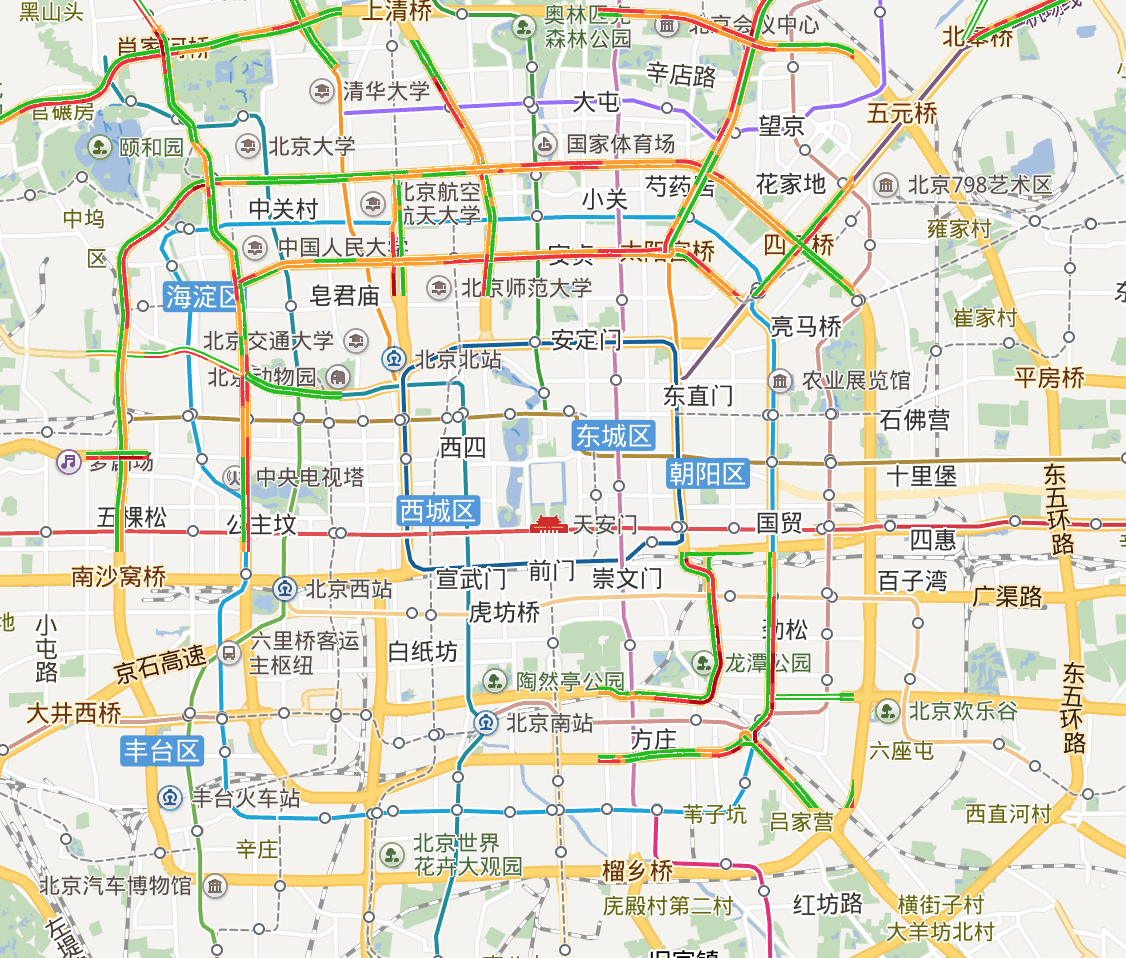 黑山头
上清桥
奥林匹克
森林公园
北京会议中心
北皋桥
机场线
肖家河桥
辛店路
清华大学
大屯
官碾房
五元桥
望京
颐和园
北京大学
国家体育场
芍药居
花家地
北京798艺术区
北京航空
航天大学
小关
中关村
中坞
雍家村
区
中国人民大学
安贞
太阳宫桥
四元桥
海淀区
皂君庙
北京师范大学
崔家村
亮马桥
北京交通大学
安定门
北京北站
北京动物园
农业展览馆
平房桥
东直门
石佛营
西四
东城区
朝阳区
十里堡
中央电视塔
东五环路
五棵松
公主坟
西城区
天安门
国贸
四惠
南沙窝桥
宣武门
前门
崇文门
百子湾
北京西站
广渠路
虎坊桥
劲松
小屯路
六里桥客运
主枢纽
白纸坊
京石高速
龙潭公园
陶然亭公园
东五环路
大井西桥
北京南站
北京欢乐谷
方庄
丰台区
六座屯
丰台火车站
苇子坑
吕家营
西直河村
辛庄
北京世界
花卉大观园
榴乡桥
北京汽车博物馆
庑殿村第二村
红坊路
横街子村
大羊坊北村
左堤
旧宫镇